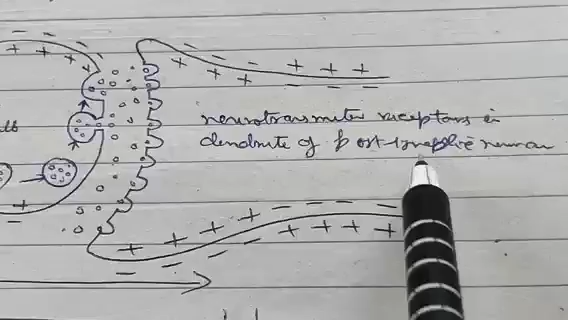 neurotransmitter receptors in
dendrite of post-synaptic neuron